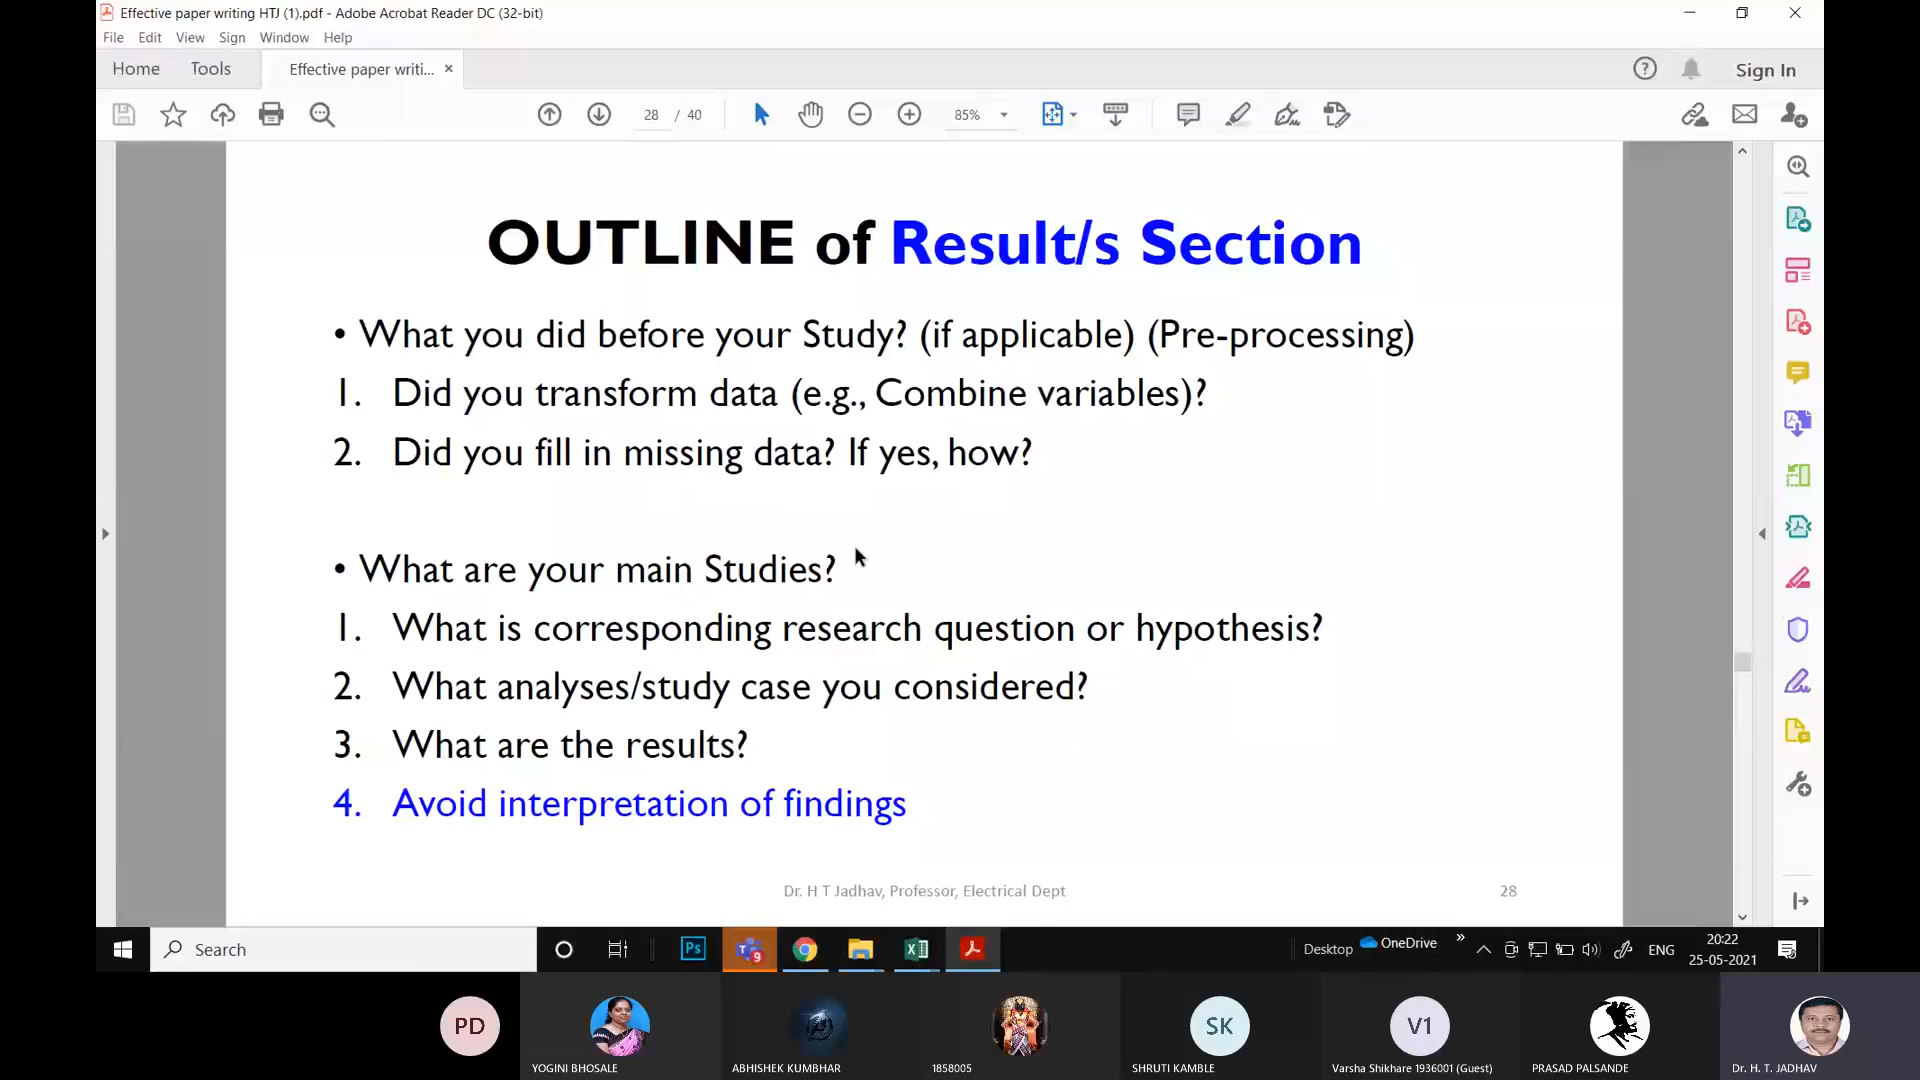 Effective paper writing HTJ (1).pdf - Adobe Acrobat Reader DC (32-bit)
File Edit View Sign Window Help
Home Tools Effective paper writi... × Sign In
28 / 40 85%
OUTLINE of Result/s Section
• What you did before your Study? (if applicable) (Pre-processing)
1. Did you transform data (e.g., Combine variables)?
2. Did you fill in missing data? If yes, how?
• What are your main Studies?
1. What is corresponding research question or hypothesis?
2. What analyses/study case you considered?
3. What are the results?
4. Avoid interpretation of findings
Dr. H T Jadhav, Professor, Electrical Dept 28
Search Ps T 9 Desktop OneDrive » ENG 20:22
25-05-2021
PD SK V1
YOGINI BHOSALE ABHISHEK KUMBHAR 1858005 SHRUTI KAMBLE Varsha Shikhare 1936001 (Guest) PRASAD PALSANDE Dr. H. T. JADHAV